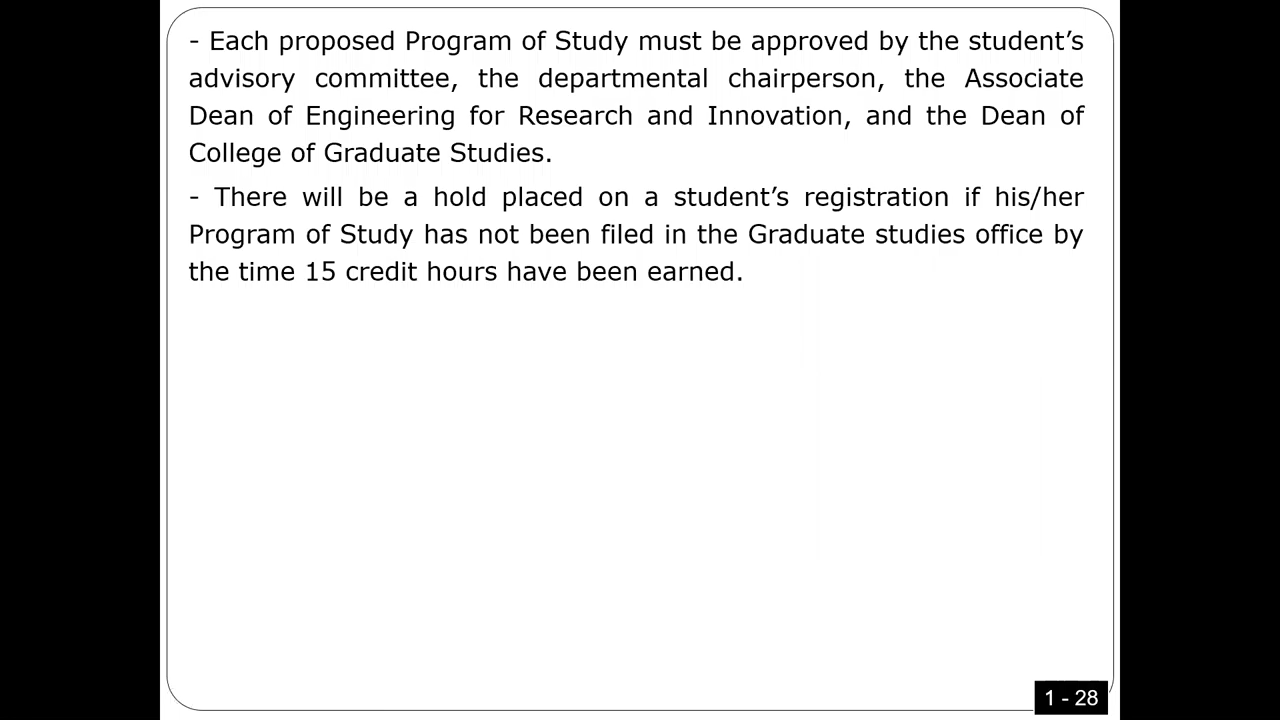 - Each proposed Program of Study must be approved by the student’s
advisory committee, the departmental chairperson, the Associate
Dean of Engineering for Research and Innovation, and the Dean of
College of Graduate Studies.
- There will be a hold placed on a student’s registration if his/her
Program of Study has not been filed in the Graduate studies office by
the time 15 credit hours have been earned.
1 - 28